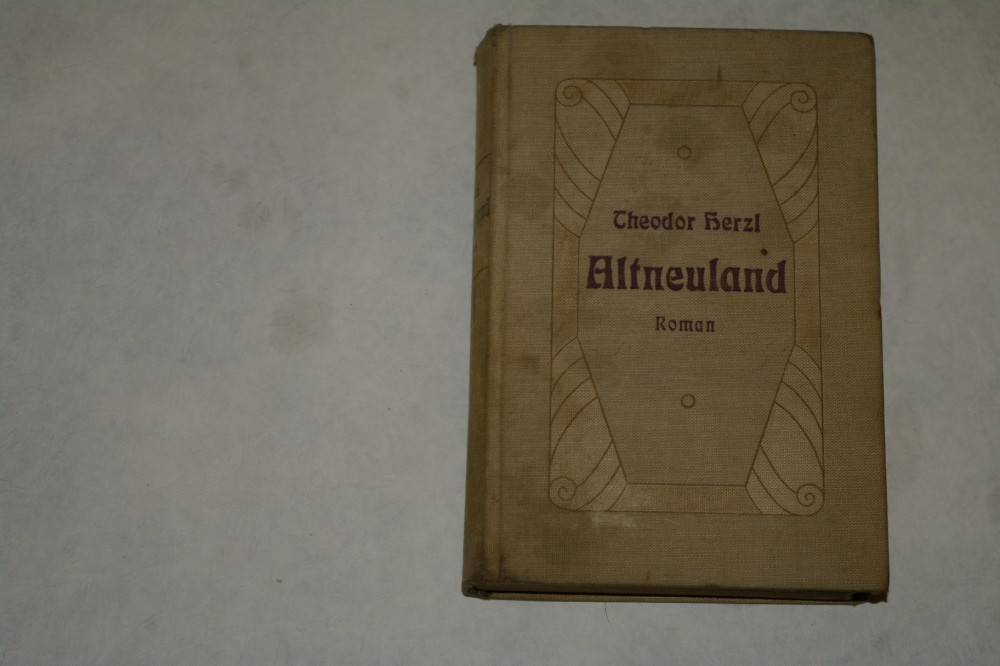 Theodor Herzl
Altneuland
Roman